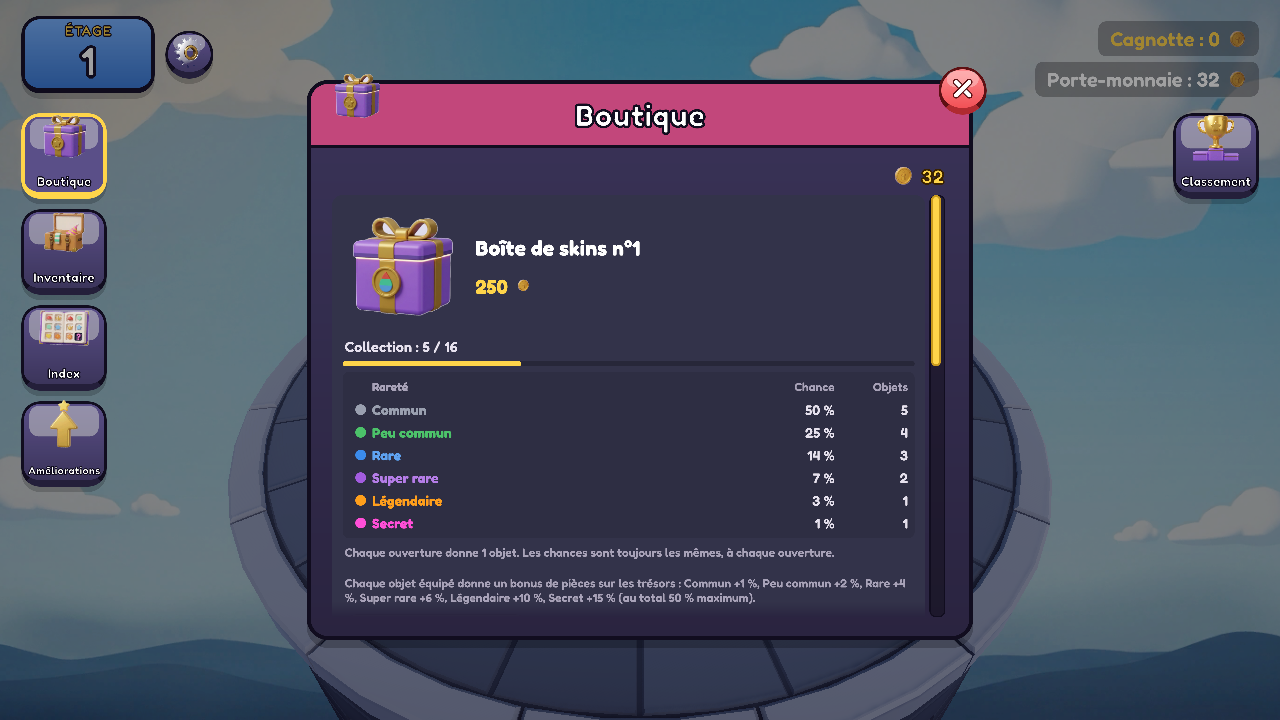 ÉTAGE
1
Cagnotte : 0
Porte-monnaie : 32
Boutique
Boutique
Inventaire
Index
Améliorations
Classement
32
Boîte de skins n°1
250
Collection : 5 / 16
Rareté Chance Objets
Commun 50 % 5
Peu commun 25 % 4
Rare 14 % 3
Super rare 7 % 2
Légendaire 3 % 1
Secret 1 % 1
Chaque ouverture donne 1 objet. Les chances sont toujours les mêmes, à chaque ouverture.
Chaque objet équipé donne un bonus de pièces sur les trésors : Commun +1 %, Peu commun +2 %, Rare +4
%, Super rare +6 %, Légendaire +10 %, Secret +15 % (au total 50 % maximum).